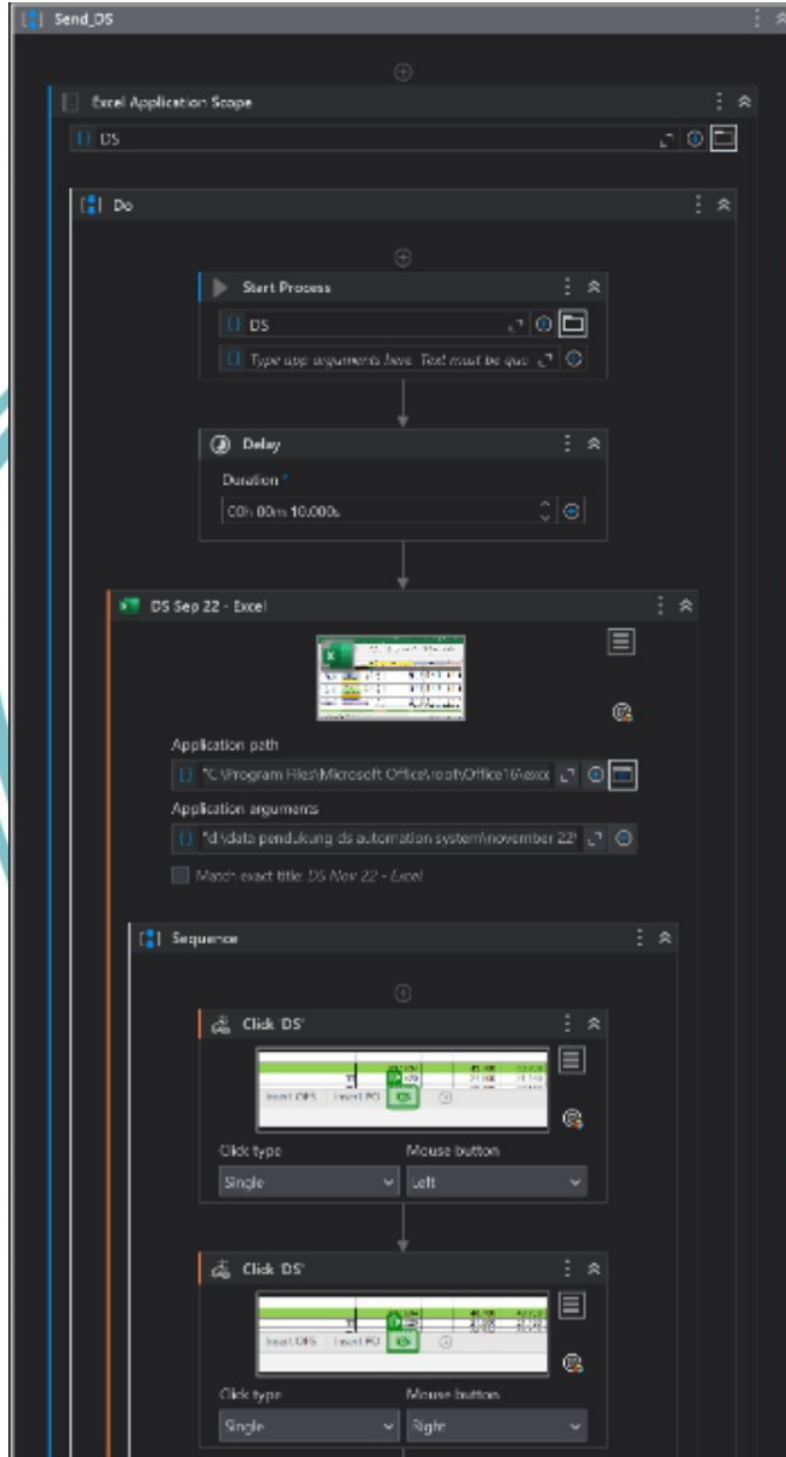 Send_DS
Excel Application Scope
DS
Do
Start Process
DS
Type app arguments here. Text must be quo
Delay
Duration *
00h 00m 10.000s
DS Sep 22 - Excel
Application path
"C:\Program Files\Microsoft Office\root\Office16\exce
Application arguments
"d:\data pendukung ds automation system\november 22\
Match exact title: DS Nov 22 - Excel
Sequence
Click 'DS'
Insert OFS Insert PO DS
Click type Mouse button
Single Left
Click 'DS'
Insert OFS Insert PO DS
Click type Mouse button
Single Right